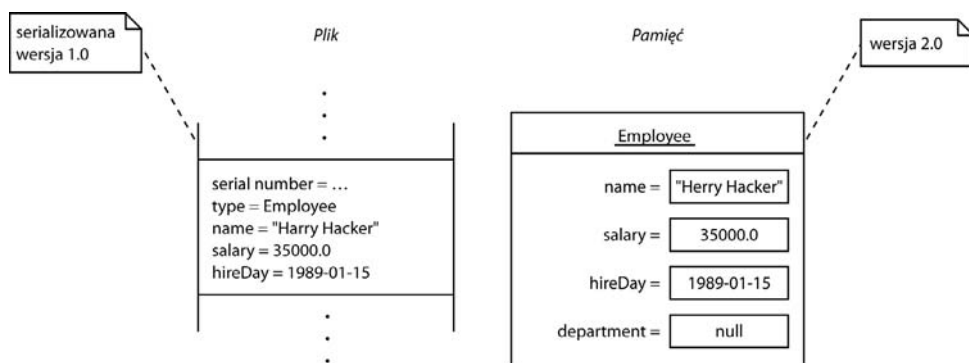 serializowana
wersja 1.0
Plik
Pamięć
wersja 2.0
serial number = ...
type = Employee
name = "Harry Hacker"
salary = 35000.0
hireDay = 1989-01-15
Employee
name = "Herry Hacker"
salary = 35000.0
hireDay = 1989-01-15
department = null